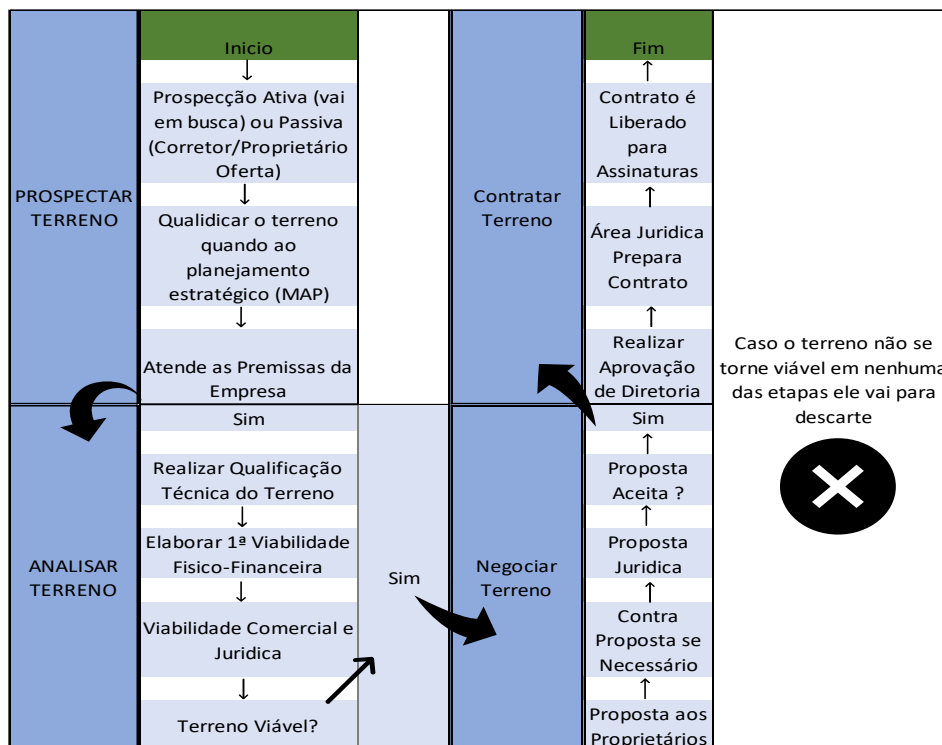 Inicio
Prospecção Ativa (vai
em busca) ou Passiva
(Corretor/Proprietário
Oferta)
PROSPECTAR
TERRENO
Qualidicar o terreno
quando ao
planejamento
estratégico (MAP)
Atende as Premissas da
Empresa
Sim
Realizar Qualificação
Técnica do Terreno
Elaborar 1ª Viabilidade
Fisico-Financeira
ANALISAR
TERRENO
Viabilidade Comercial e
Juridica
Terreno Viável?
Sim
Negociar
Terreno
Proposta aos
Proprietários
Contra
Proposta se
Necessário
Proposta
Juridica
Proposta
Aceita ?
Sim
Contratar
Terreno
Realizar
Aprovação
de Diretoria
Área Juridica
Prepara
Contrato
Contrato é
Liberado
para
Assinaturas
Fim
Caso o terreno não se
torne viável em nenhuma
das etapas ele vai para
descarte